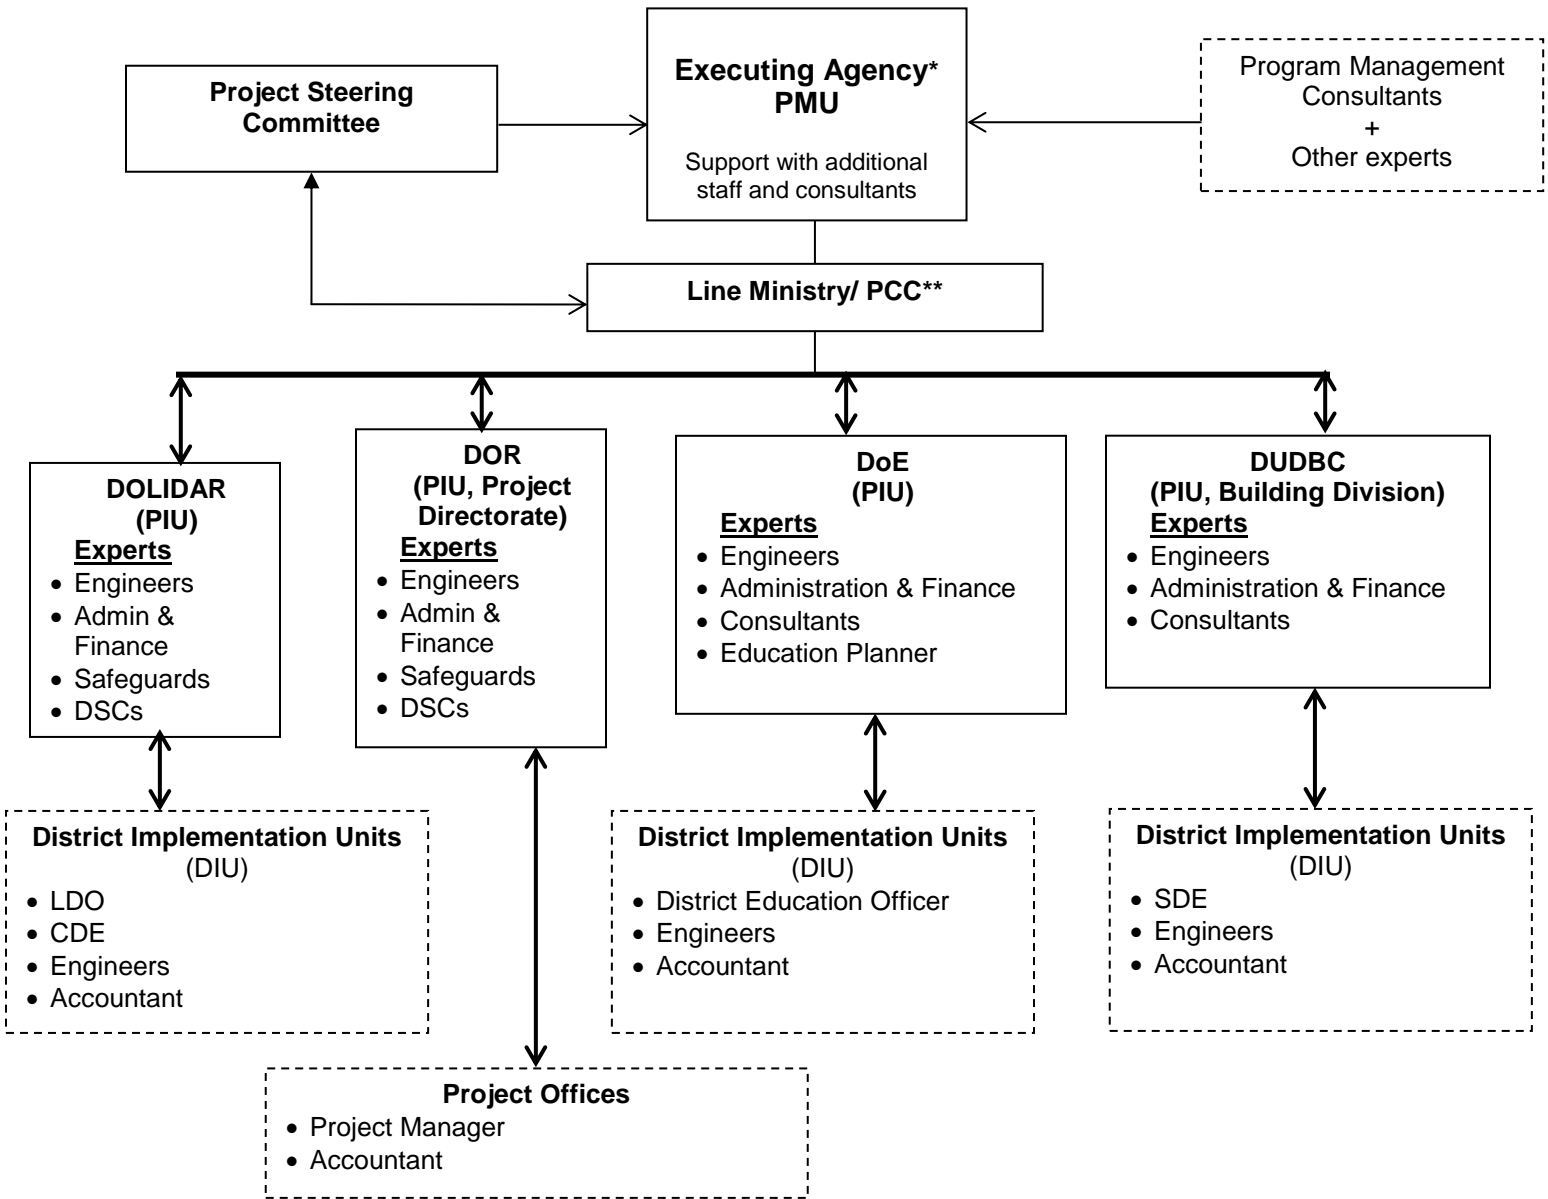 Project Steering
Committee
Executing Agency*
PMU
Support with additional
staff and consultants
Program Management
Consultants
+
Other experts
Line Ministry/ PCC**
DOLIDAR
(PIU)
Experts
• Engineers
• Admin &
Finance
• Safeguards
• DSCs
DOR
(PIU, Project
Directorate)
Experts
• Engineers
• Admin &
Finance
• Safeguards
• DSCs
DoE
(PIU)
Experts
• Engineers
• Administration & Finance
• Consultants
• Education Planner
DUDBC
(PIU, Building Division)
Experts
• Engineers
• Administration & Finance
• Consultants
District Implementation Units
(DIU)
• LDO
• CDE
• Engineers
• Accountant
District Implementation Units
(DIU)
• District Education Officer
• Engineers
• Accountant
District Implementation Units
(DIU)
• SDE
• Engineers
• Accountant
Project Offices
• Project Manager
• Accountant